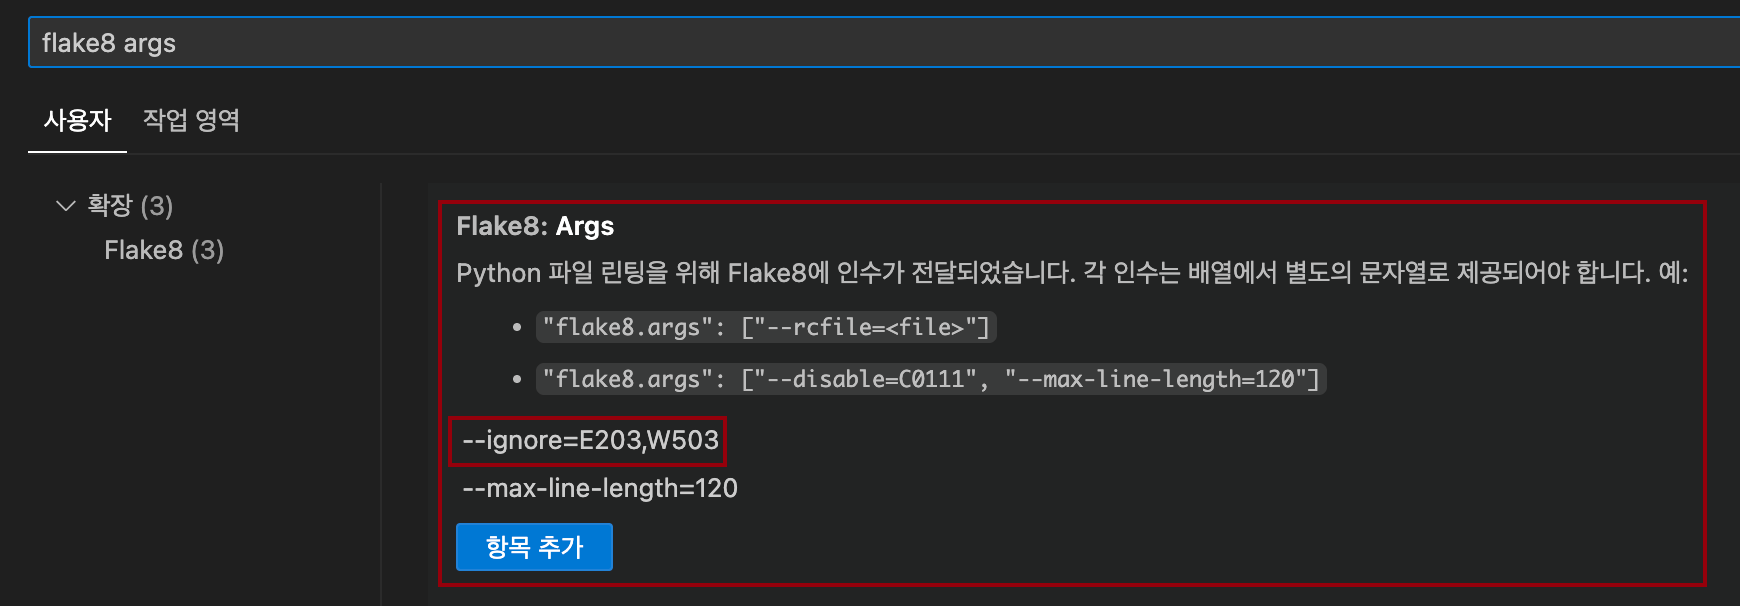 flake8 args
사용자 작업 영역
확장 (3)
Flake8 (3)
Flake8: Args
Python 파일 린팅을 위해 Flake8에 인수가 전달되었습니다. 각 인수는 배열에서 별도의 문자열로 제공되어야 합니다. 예:
• "flake8.args": ["--rcfile=<file>"]
• "flake8.args": ["--disable=C0111", "--max-line-length=120"]
--ignore=E203,W503
--max-line-length=120
항목 추가